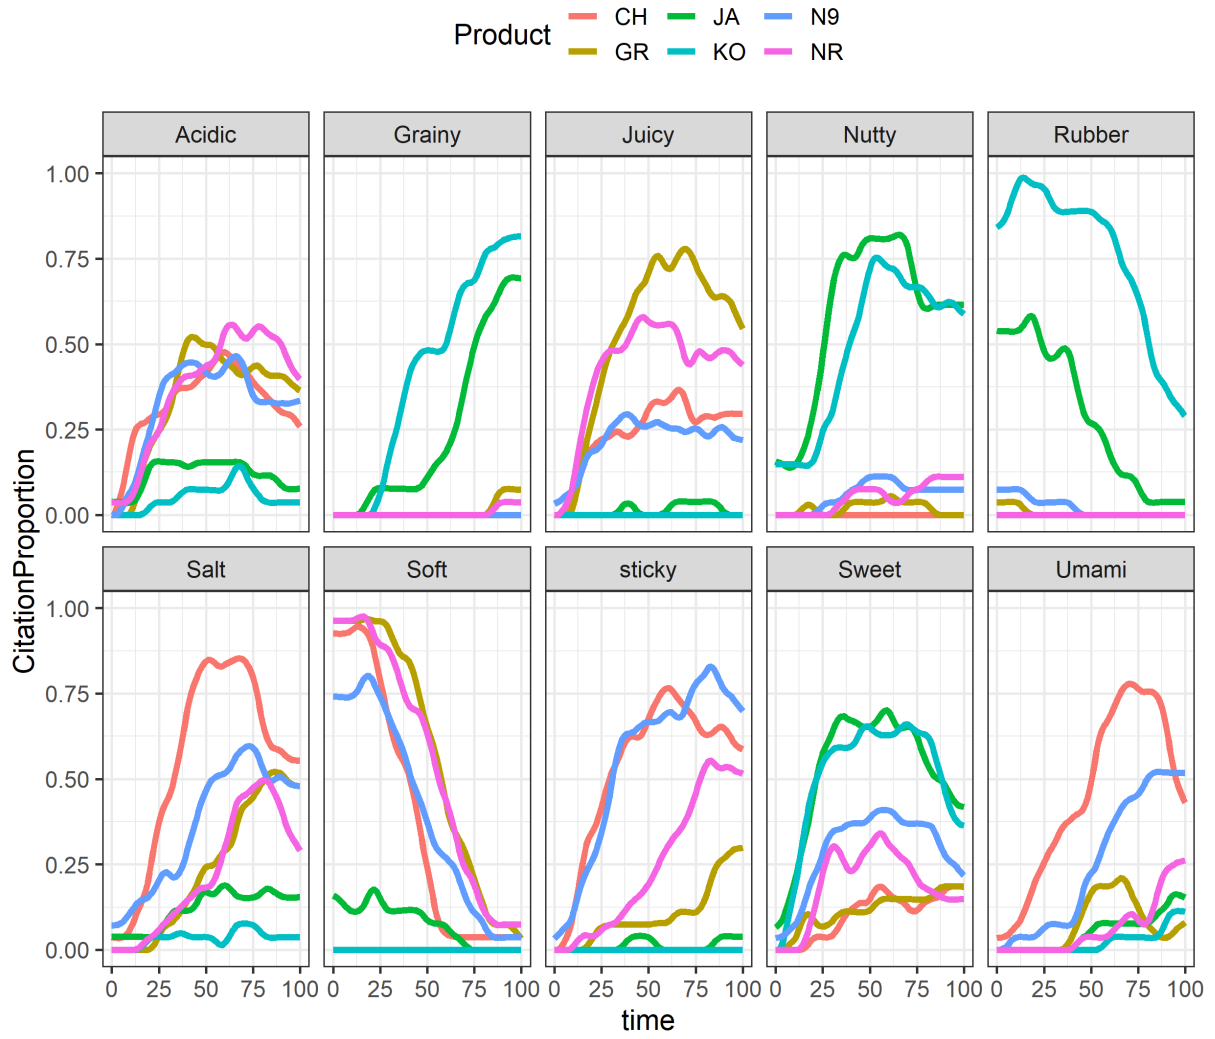 Product CH JA N9
GR KO NR
Acidic Grainy Juicy Nutty Rubber
1.00
0.75
0.50
0.25
0.00
Salt Soft sticky Sweet Umami
1.00
0.75
0.50
0.25
0.00
CitationProportion
0 25 50 75 100 0 25 50 75 100 0 25 50 75 100 0 25 50 75 100 0 25 50 75 100
time